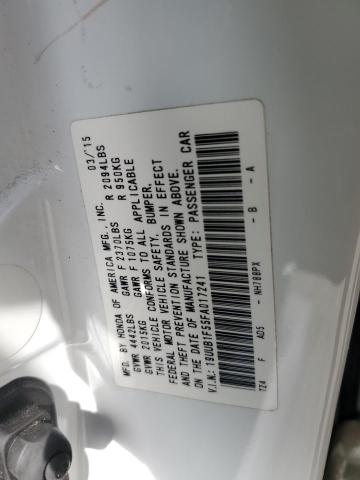 MFD. BY HONDA OF AMERICA MFG., INC. 03/'15
GVWR 4442LBS GAWR F 2370LBS R 2094LBS
GVWR 2015KG GAWR F 1075KG R 950KG
THIS VEHICLE CONFORMS TO ALL APPLICABLE
FEDERAL MOTOR VEHICLE SAFETY, BUMPER,
AND THEFT PREVENTION STANDARDS IN EFFECT
ON THE DATE OF MANUFACTURE SHOWN ABOVE.
V.I.N.: 19UUB1F55FA017241 TYPE: PASSENGER CAR
TZ4 F AD5 - NH788PX - B - A